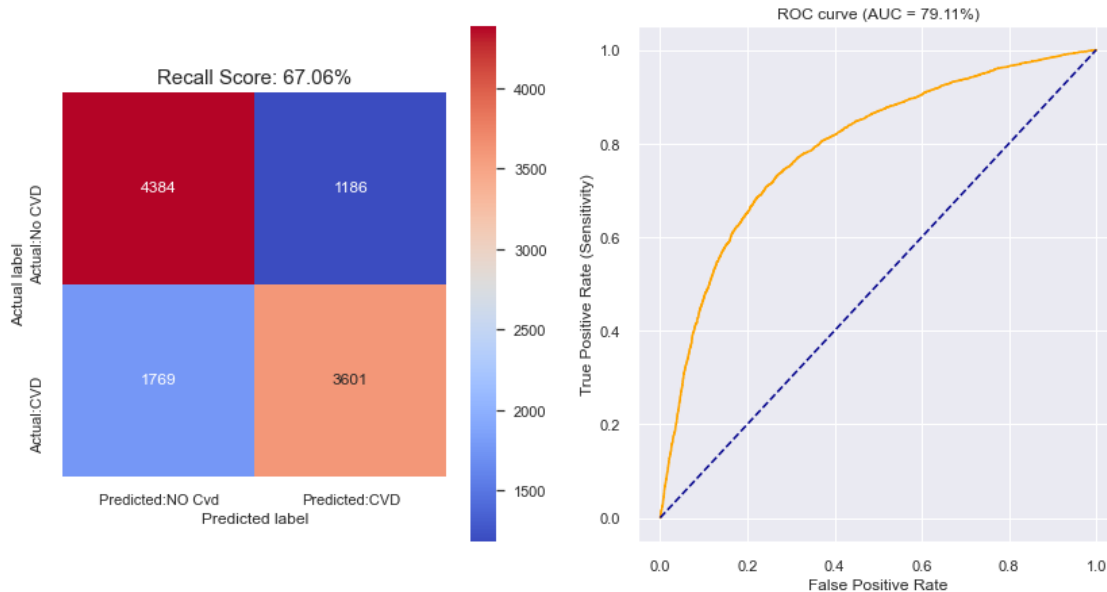 Recall Score: 67.06%
Actual label
Actual:No CVD
Actual:CVD
4384
1186
1769
3601
Predicted:NO Cvd
Predicted:CVD
Predicted label
4000
3500
3000
2500
2000
1500
ROC curve (AUC = 79.11%)
True Positive Rate (Sensitivity)
1.0
0.8
0.6
0.4
0.2
0.0
0.0
0.2
0.4
0.6
0.8
1.0
False Positive Rate